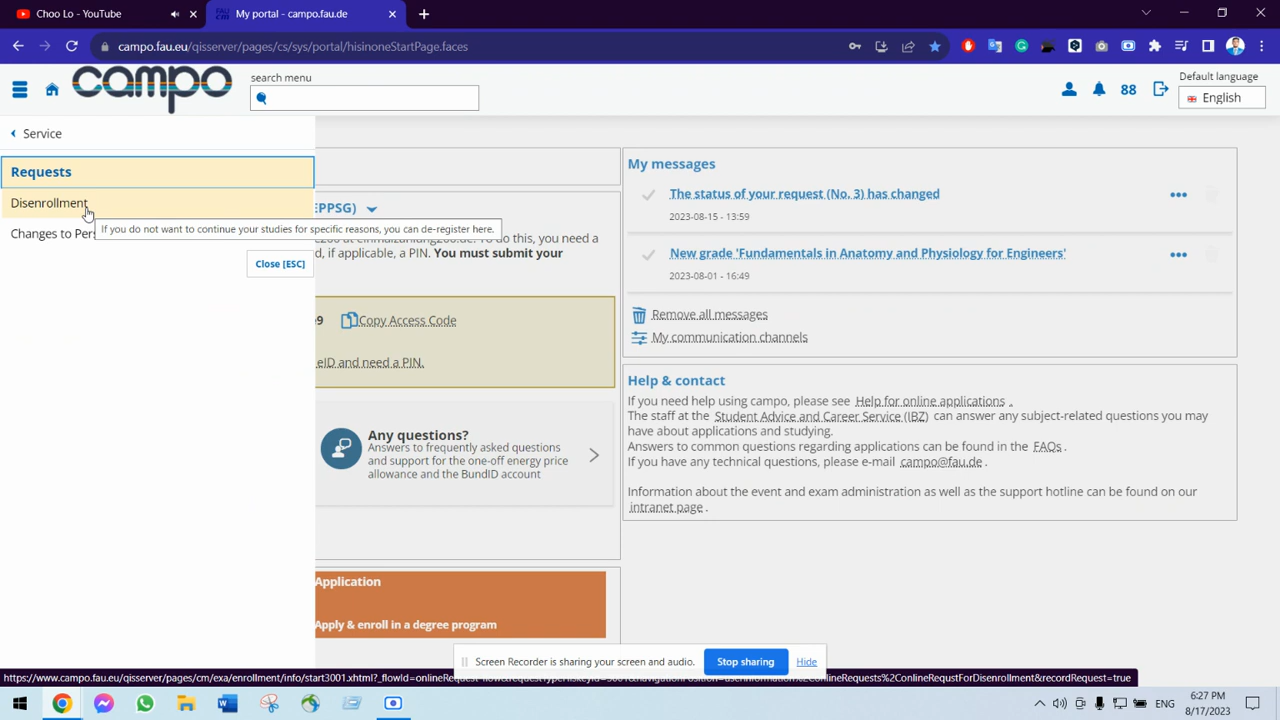 Choo Lo - YouTube
My portal - campo.fau.de
campo.fau.eu/qisserver/pages/cs/sys/portal/hisinoneStartPage.faces
campo
search menu
88
Default language
English
Service
Requests
Disenrollment
If you do not want to continue your studies for specific reasons, you can de-register here.
Changes to Pers
Close [ESC]
EPPSG)
do this, you need a
d, if applicable, a PIN. You must submit your
9
Copy Access Code
eID and need a PIN.
Any questions?
Answers to frequently asked questions
and support for the one-off energy price
allowance and the BundID account
Application
Apply & enroll in a degree program
My messages
The status of your request (No. 3) has changed
2023-08-15 - 13:59
New grade 'Fundamentals in Anatomy and Physiology for Engineers'
2023-08-01 - 16:49
Remove all messages
My communication channels
Help & contact
If you need help using campo, please see Help for online applications .
The staff at the Student Advice and Career Service (IBZ) can answer any subject-related questions you may
have about applications and studying.
Answers to common questions regarding applications can be found in the FAQs .
If you have any technical questions, please e-mail campo@fau.de .
Information about the event and exam administration as well as the support hotline can be found on our
intranet page .
Screen Recorder is sharing your screen and audio.
Stop sharing
Hide
6:27 PM
ENG
8/17/2023